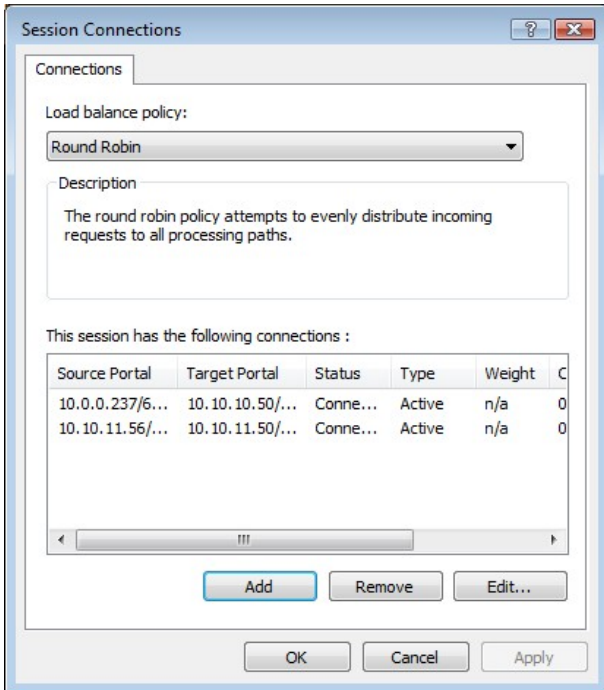 Session Connections
Connections
Load balance policy:
Round Robin
Description
The round robin policy attempts to evenly distribute incoming
requests to all processing paths.
This session has the following connections :
Source Portal Target Portal Status Type Weight C
10.0.0.237/6... 10.10.10.50/... Conne... Active n/a 0
10.10.11.56/... 10.10.11.50/... Conne... Active n/a 0
Add Remove Edit...
OK Cancel Apply